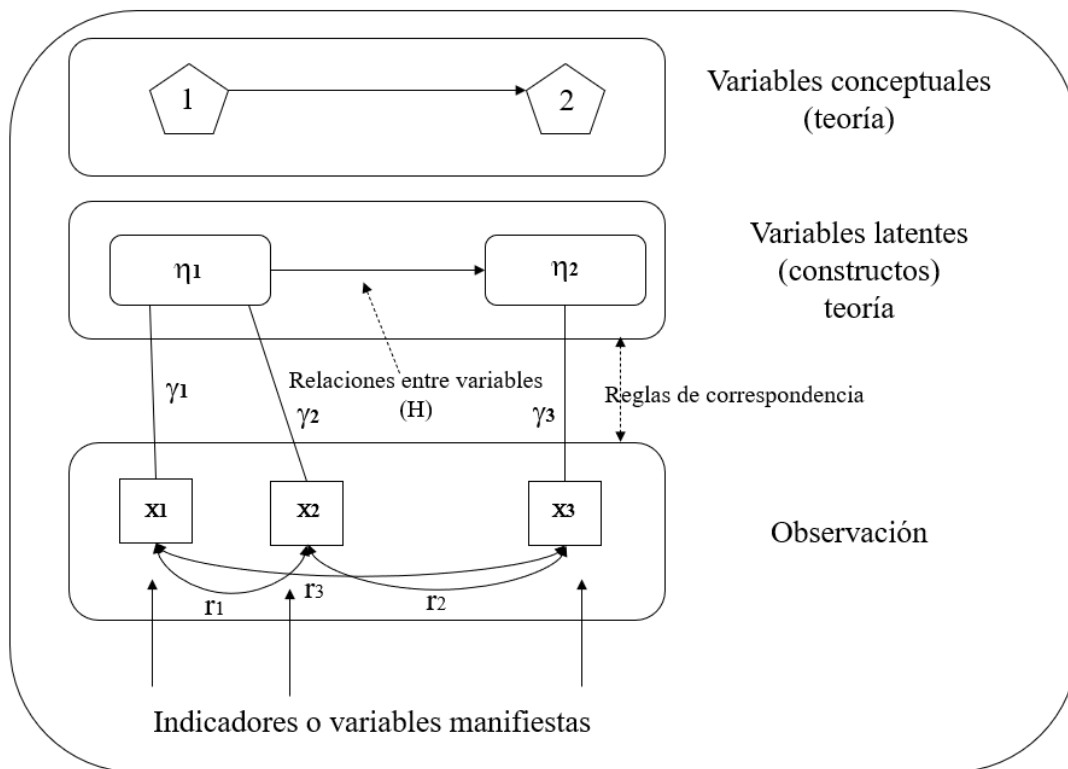 1
2
Variables conceptuales
(teoría)
η1
η2
Variables latentes
(constructos)
teoría
γ1
γ2
Relaciones entre variables
(H)
γ3
Reglas de correspondencia
x1
x2
x3
Observación
r1
r3
r2
Indicadores o variables manifiestas